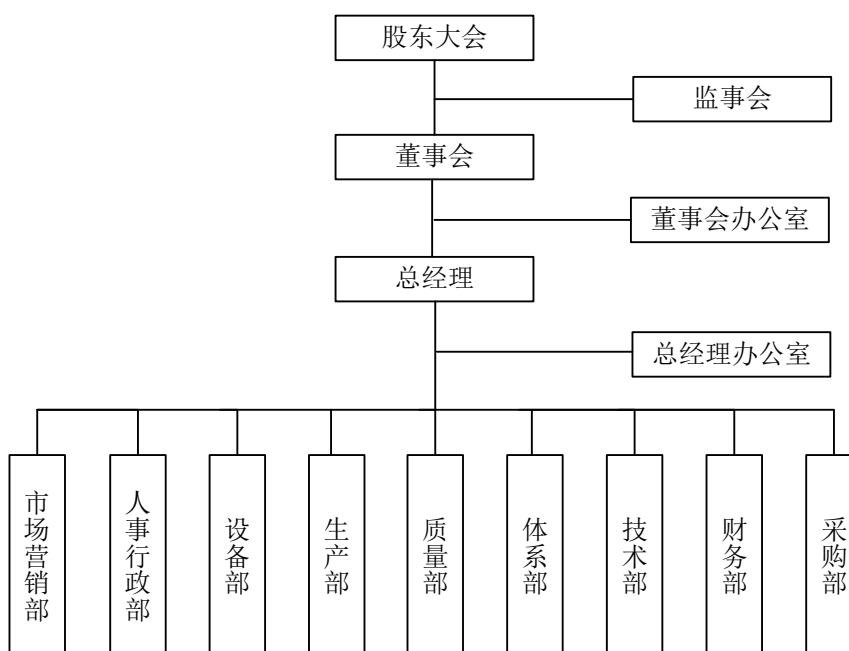 股东大会
监事会
董事会
董事会办公室
总经理
总经理办公室
市场营销部
人事行政部
设备部
生产部
质量部
体系部
技术部
财务部
采购部